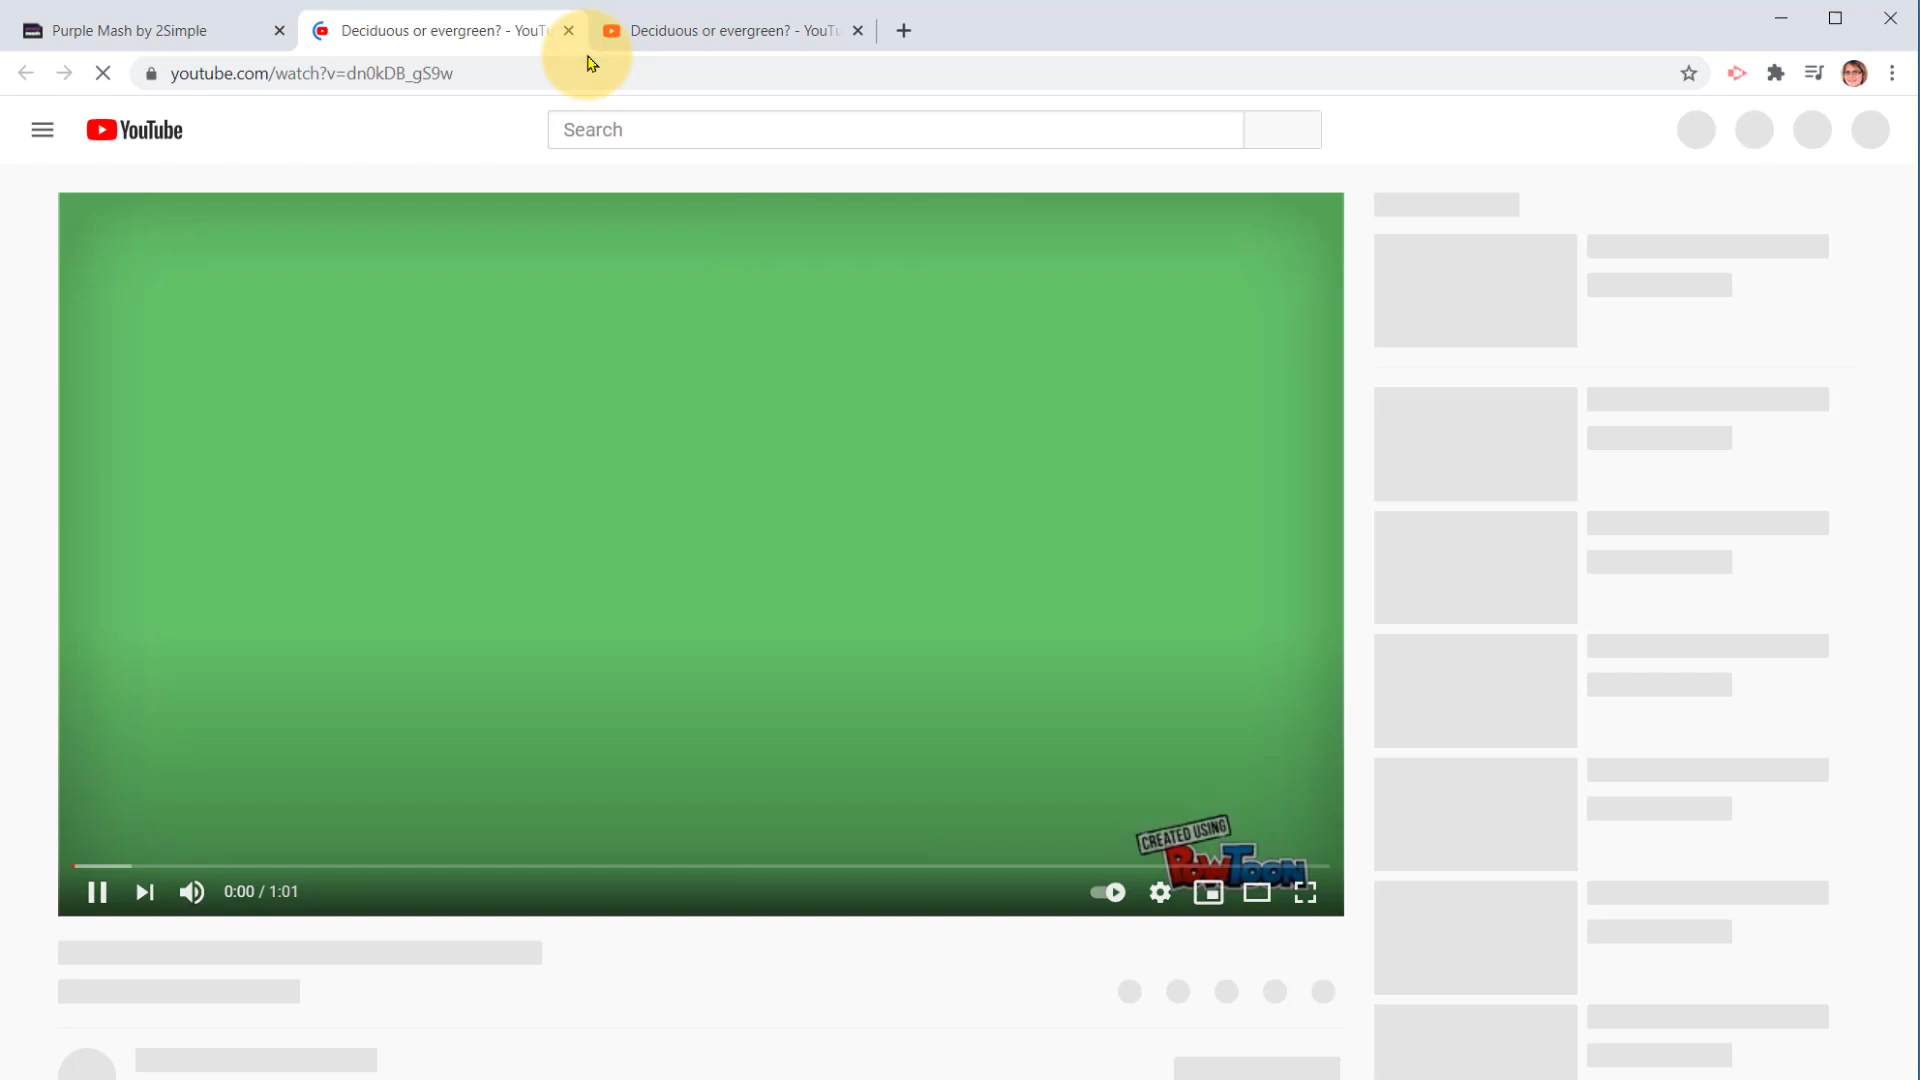 Purple Mash by 2Simple
Deciduous or evergreen? - YouTu
Deciduous or evergreen? - YouTu
youtube.com/watch?v=dn0kDB_gS9w
YouTube
Search
CREATED USING
POWTOON
0:00 / 1:01